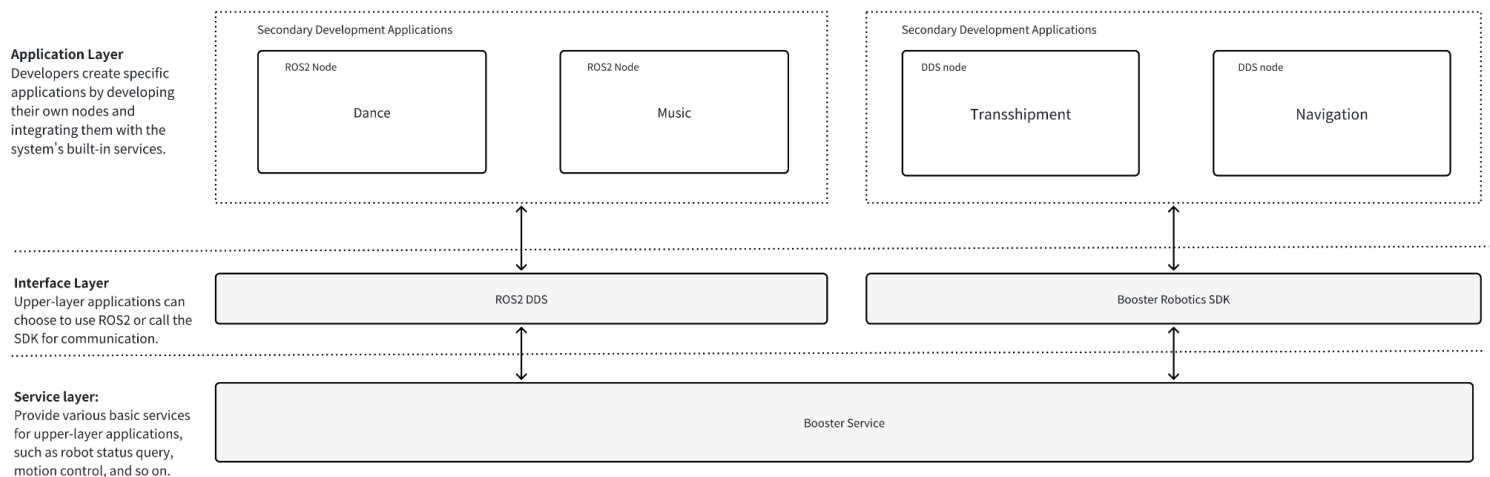 Application Layer
Developers create specific
applications by developing
their own nodes and
integrating them with the
system's built-in services.
Secondary Development Applications
ROS2 Node
Dance
ROS2 Node
Music
Secondary Development Applications
DDS node
Transshipment
DDS node
Navigation
Interface Layer
Upper-layer applications can
choose to use ROS2 or call the
SDK for communication.
ROS2 DDS
Booster Robotics SDK
Service layer:
Provide various basic services
for upper-layer applications,
such as robot status query,
motion control, and so on.
Booster Service